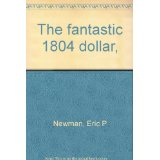 The fantastic
1804 dollar,
Newman, Eric P